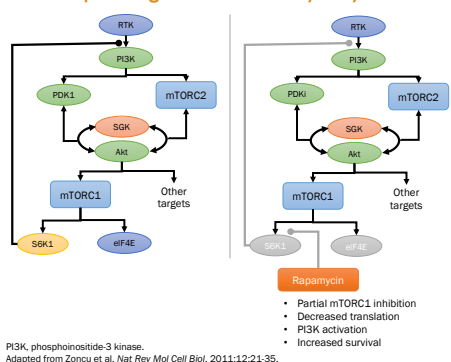 RTK
PI3K
PDK1
mTORC2
SGK
Akt
mTORC1
Other
targets
S6K1
eIF4E
RTK
PI3K
PDKi
mTORC2
SGK
Akt
mTORC1
Other
targets
S6K1
eIF4E
Rapamycin
• Partial mTORC1 inhibition
• Decreased translation
• PI3K activation
• Increased survival
PI3K, phosphoinositide-3 kinase.
Adapted from Zoncu et al. Nat Rev Mol Cell Biol. 2011;12:21-35.